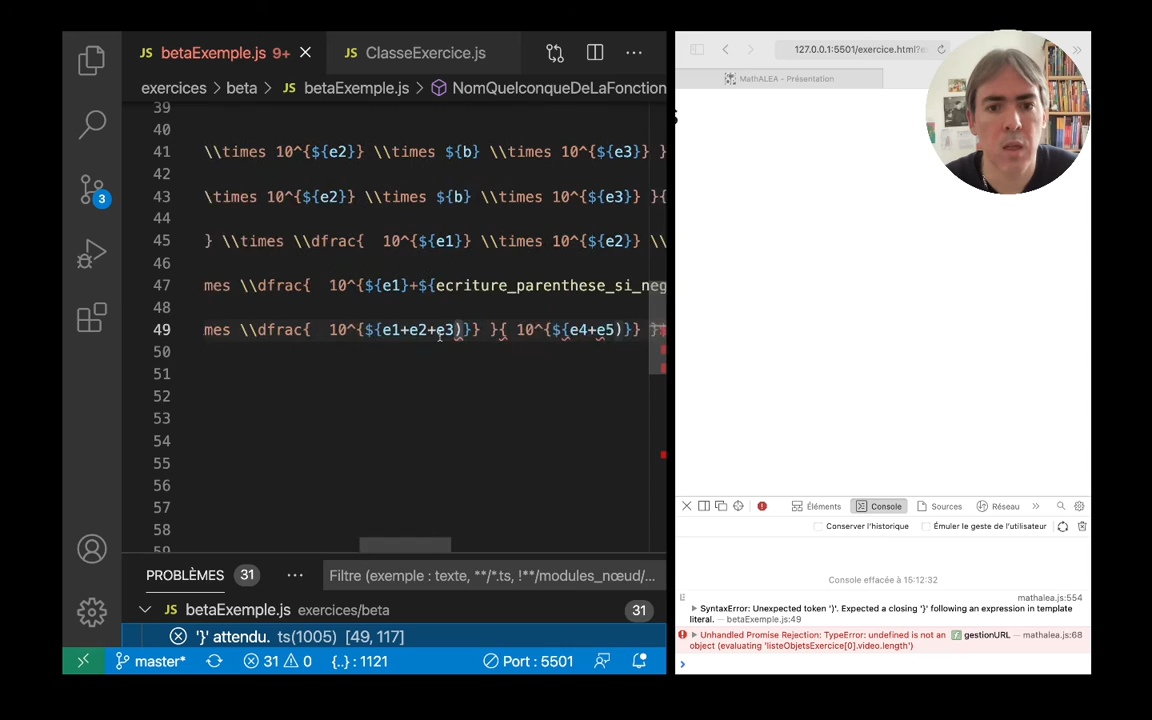 JS betaExemple.js 9+
JS ClasseExercice.js
exercices > beta > JS betaExemple.js > NomQuelconqueDeLaFonction
39
40
41 \\times 10^{${e2}} \\times ${b} \\times 10^{${e3}} }
42
43 \times 10^{${e2}} \\times ${b} \\times 10^{${e3}} }{
44
45 } \\times \\dfrac{  10^{${e1}} \\times 10^{${e2}} \\
46
47 mes \\dfrac{  10^{${e1}+${ecriture_parenthese_si_neg
48
49 mes \\dfrac{  10^{${e1+e2+e3)}} }{ 10^{${e4+e5)}} }
50
51
52
53
54
55
56
57
58
59
PROBLÈMES 31 ... Filtre (exemple : texte, **/*.ts, !**/modules_nœud/...
JS betaExemple.js exercices/beta 31
'}' attendu. ts(1005) [49, 117]
master* 31 0 {..} : 1121 Port : 5501
127.0.0.1:5501/exercice.html?e
MathALEA - Présentation
s
Éléments Console Sources Réseau
Conserver l'historique Émuler le geste de l'utilisateur
Console effacée à 15:12:32
mathalea.js:554
SyntaxError: Unexpected token ')'. Expected a closing '}' following an expression in template
literal. — betaExemple.js:49
Unhandled Promise Rejection: TypeError: undefined is not an gestionURL — mathalea.js:68
object (evaluating 'listeObjetsExercice[0].video.length')